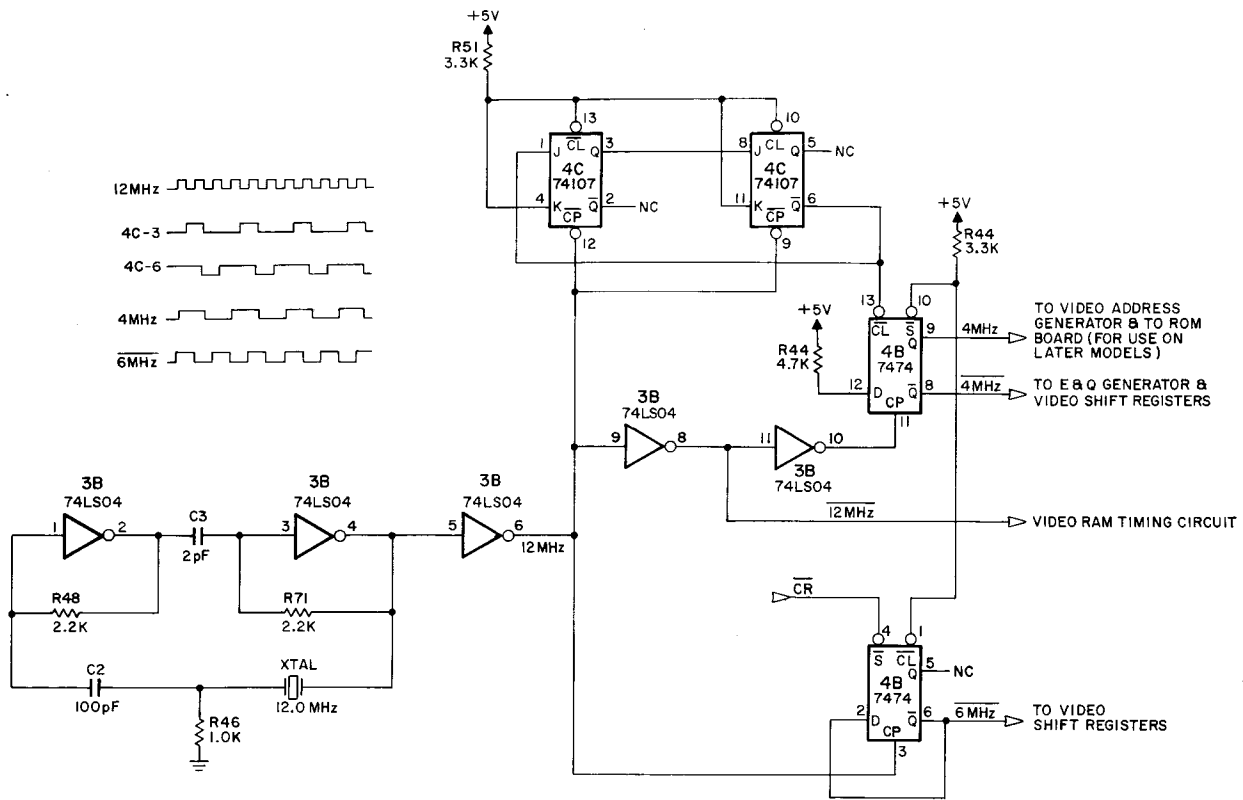 +5V
R51
3.3K
13
10
1
J
CL
Q
3
8
J
CL
Q
5
NC
4C
74107
4C
74107
4
K
CP
Q
2
NC
11
K
CP
Q
6
12
9
12MHz
4C-3
4C-6
4MHz
6MHz
+5V
R44
3.3K
13
10
CL
S
Q
9
4MHz
TO VIDEO ADDRESS
GENERATOR & TO ROM
BOARD (FOR USE ON
LATER MODELS)
+5V
R44
4.7K
4B
7474
12
D
CP
Q
8
4MHz
TO E & Q GENERATOR &
VIDEO SHIFT REGISTERS
11
3B
74LS04
9
8
11
10
3B
74LS04
12MHz
VIDEO RAM TIMING CIRCUIT
3B
74LS04
1
2
C3
2pF
3B
74LS04
3
4
3B
74LS04
5
6
12MHz
R48
2.2K
R71
2.2K
C2
100pF
XTAL
12.0 MHz
R46
1.0K
CR
4
1
S
CL
Q
5
NC
4B
7474
2
D
CP
Q
6
6MHz
TO VIDEO
SHIFT REGISTERS
3